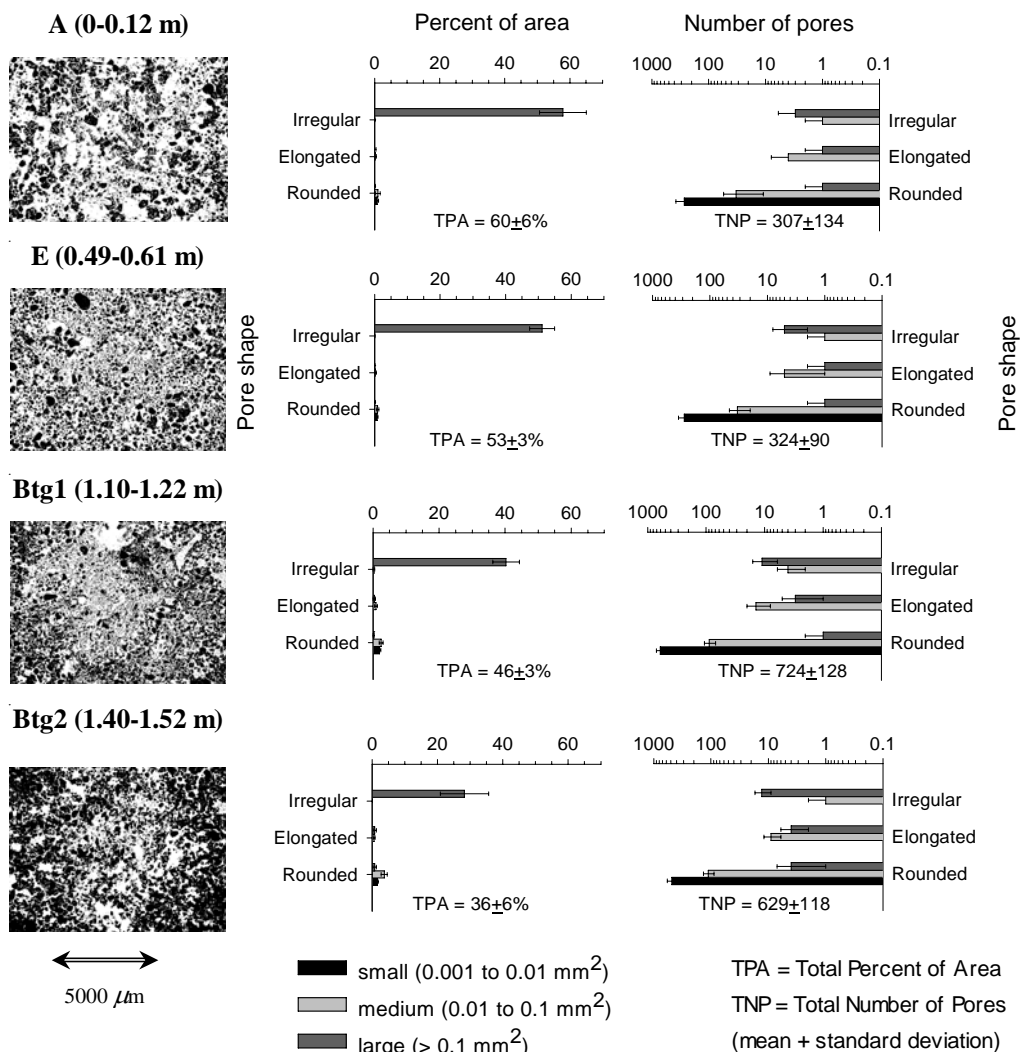 A (0-0.12 m)
Percent of area
Number of pores
0 20 40 60
1000 100 10 1 0.1
Irregular
Irregular
Elongated
Elongated
Rounded
Rounded
TPA = 60±6%
TNP = 307±134
E (0.49-0.61 m)
0 20 40 60
1000 100 10 1 0.1
Pore shape
Irregular
Irregular
Elongated
Elongated
Rounded
Rounded
Pore shape
TPA = 53±3%
TNP = 324±90
Btg1 (1.10-1.22 m)
0 20 40 60
1000 100 10 1 0.1
Irregular
Irregular
Elongated
Elongated
Rounded
Rounded
TPA = 46±3%
TNP = 724±128
Btg2 (1.40-1.52 m)
0 20 40 60
1000 100 10 1 0.1
Irregular
Irregular
Elongated
Elongated
Rounded
Rounded
TPA = 36±6%
TNP = 629±118
5000 μm
small (0.001 to 0.01 mm²)
medium (0.01 to 0.1 mm²)
large (> 0.1 mm²)
TPA = Total Percent of Area
TNP = Total Number of Pores
(mean + standard deviation)